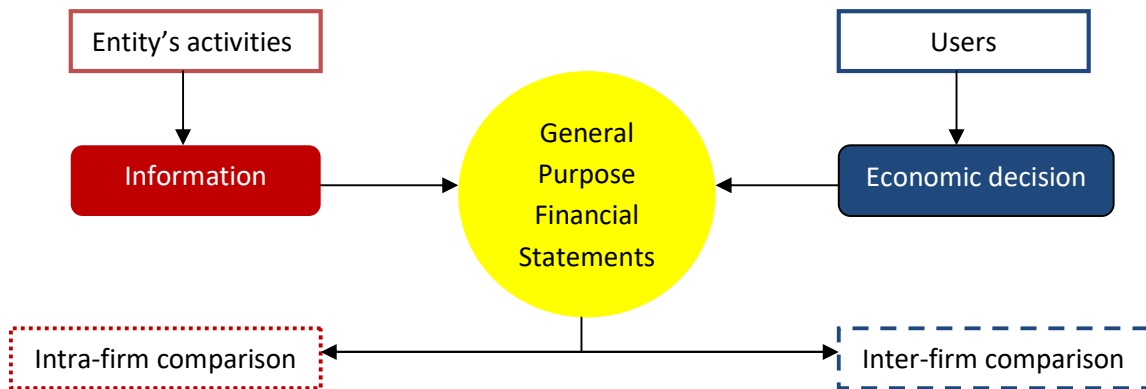 Entity’s activities
Users
Information
General
Purpose
Financial
Statements
Economic decision
Intra-firm comparison
Inter-firm comparison